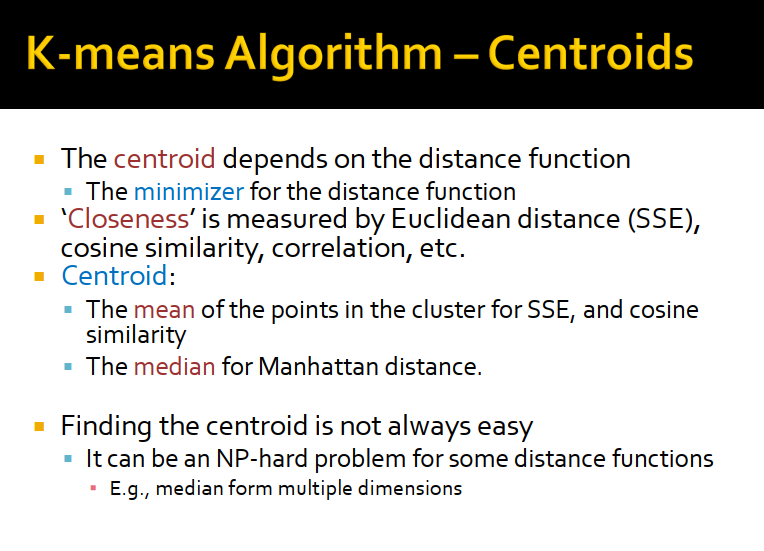 K-means Algorithm – Centroids
The centroid depends on the distance function
The minimizer for the distance function
‘Closeness’ is measured by Euclidean distance (SSE),
cosine similarity, correlation, etc.
Centroid:
The mean of the points in the cluster for SSE, and cosine
similarity
The median for Manhattan distance.
Finding the centroid is not always easy
It can be an NP-hard problem for some distance functions
E.g., median form multiple dimensions